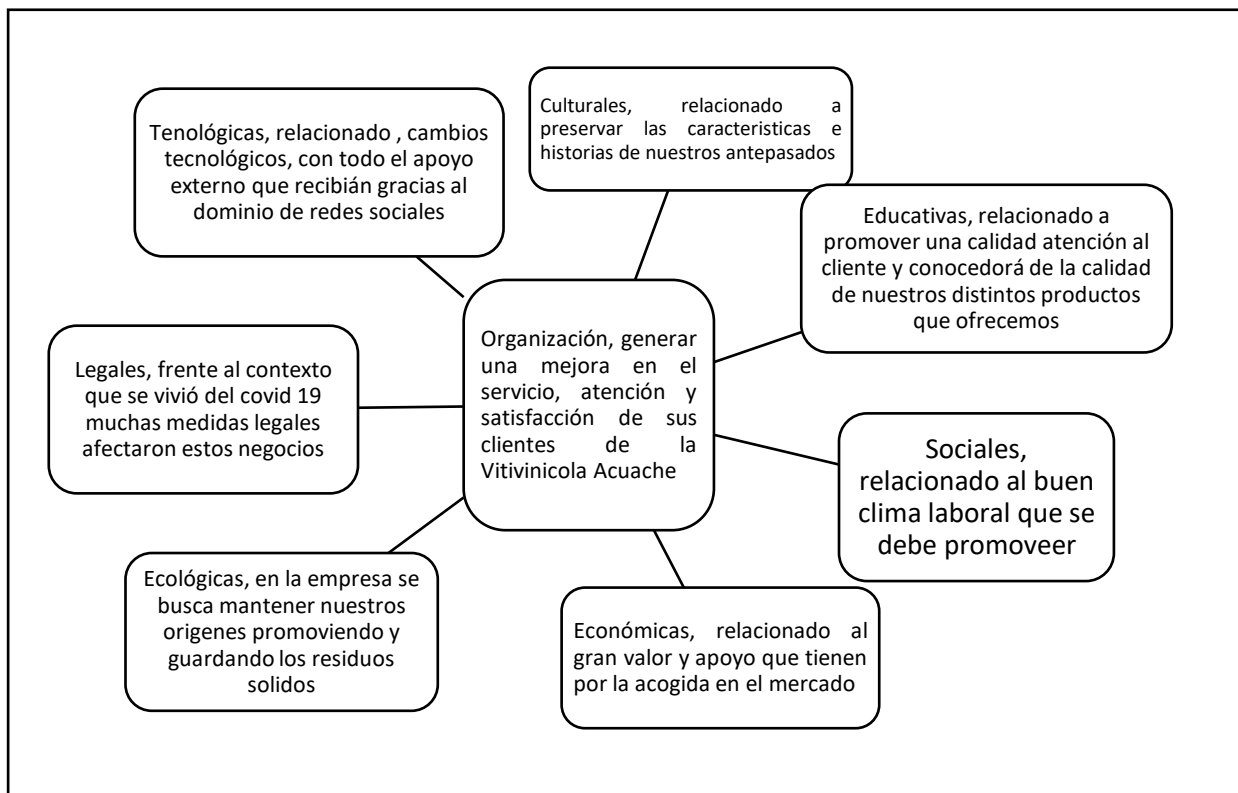 Culturales, relacionado a
preservar las caracteristicas e
historias de nuestros antepasados
Tenológicas, relacionado , cambios
tecnológicos, con todo el apoyo
externo que recibián gracias al
dominio de redes sociales
Educativas, relacionado a
promover una calidad atención al
cliente y conocedorá de la calidad
de nuestros distintos productos
que ofrecemos
Organización, generar
una mejora en el
servicio, atención y
satisfacción de sus
clientes de la
Vitivinicola Acuache
Legales, frente al contexto
que se vivió del covid 19
muchas medidas legales
afectaron estos negocios
Sociales,
relacionado al buen
clima laboral que se
debe promoveer
Ecológicas, en la empresa se
busca mantener nuestros
origenes promoviendo y
guardando los residuos
solidos
Económicas, relacionado al
gran valor y apoyo que tienen
por la acogida en el mercado